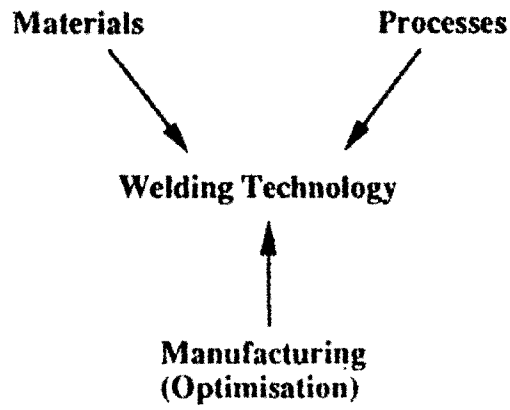 Materials
Processes
Welding Technology
Manufacturing
(Optimisation)